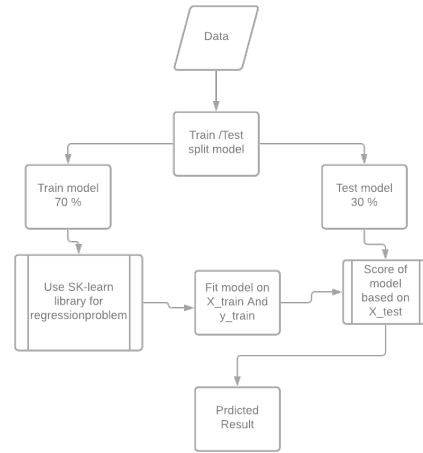 Data
Train /Test
split model
Train model
70 %
Test model
30 %
Use SK-learn
library for
regressionproblem
Fit model on
X_train And
y_train
Score of
model
based on
X_test
Prdicted
Result